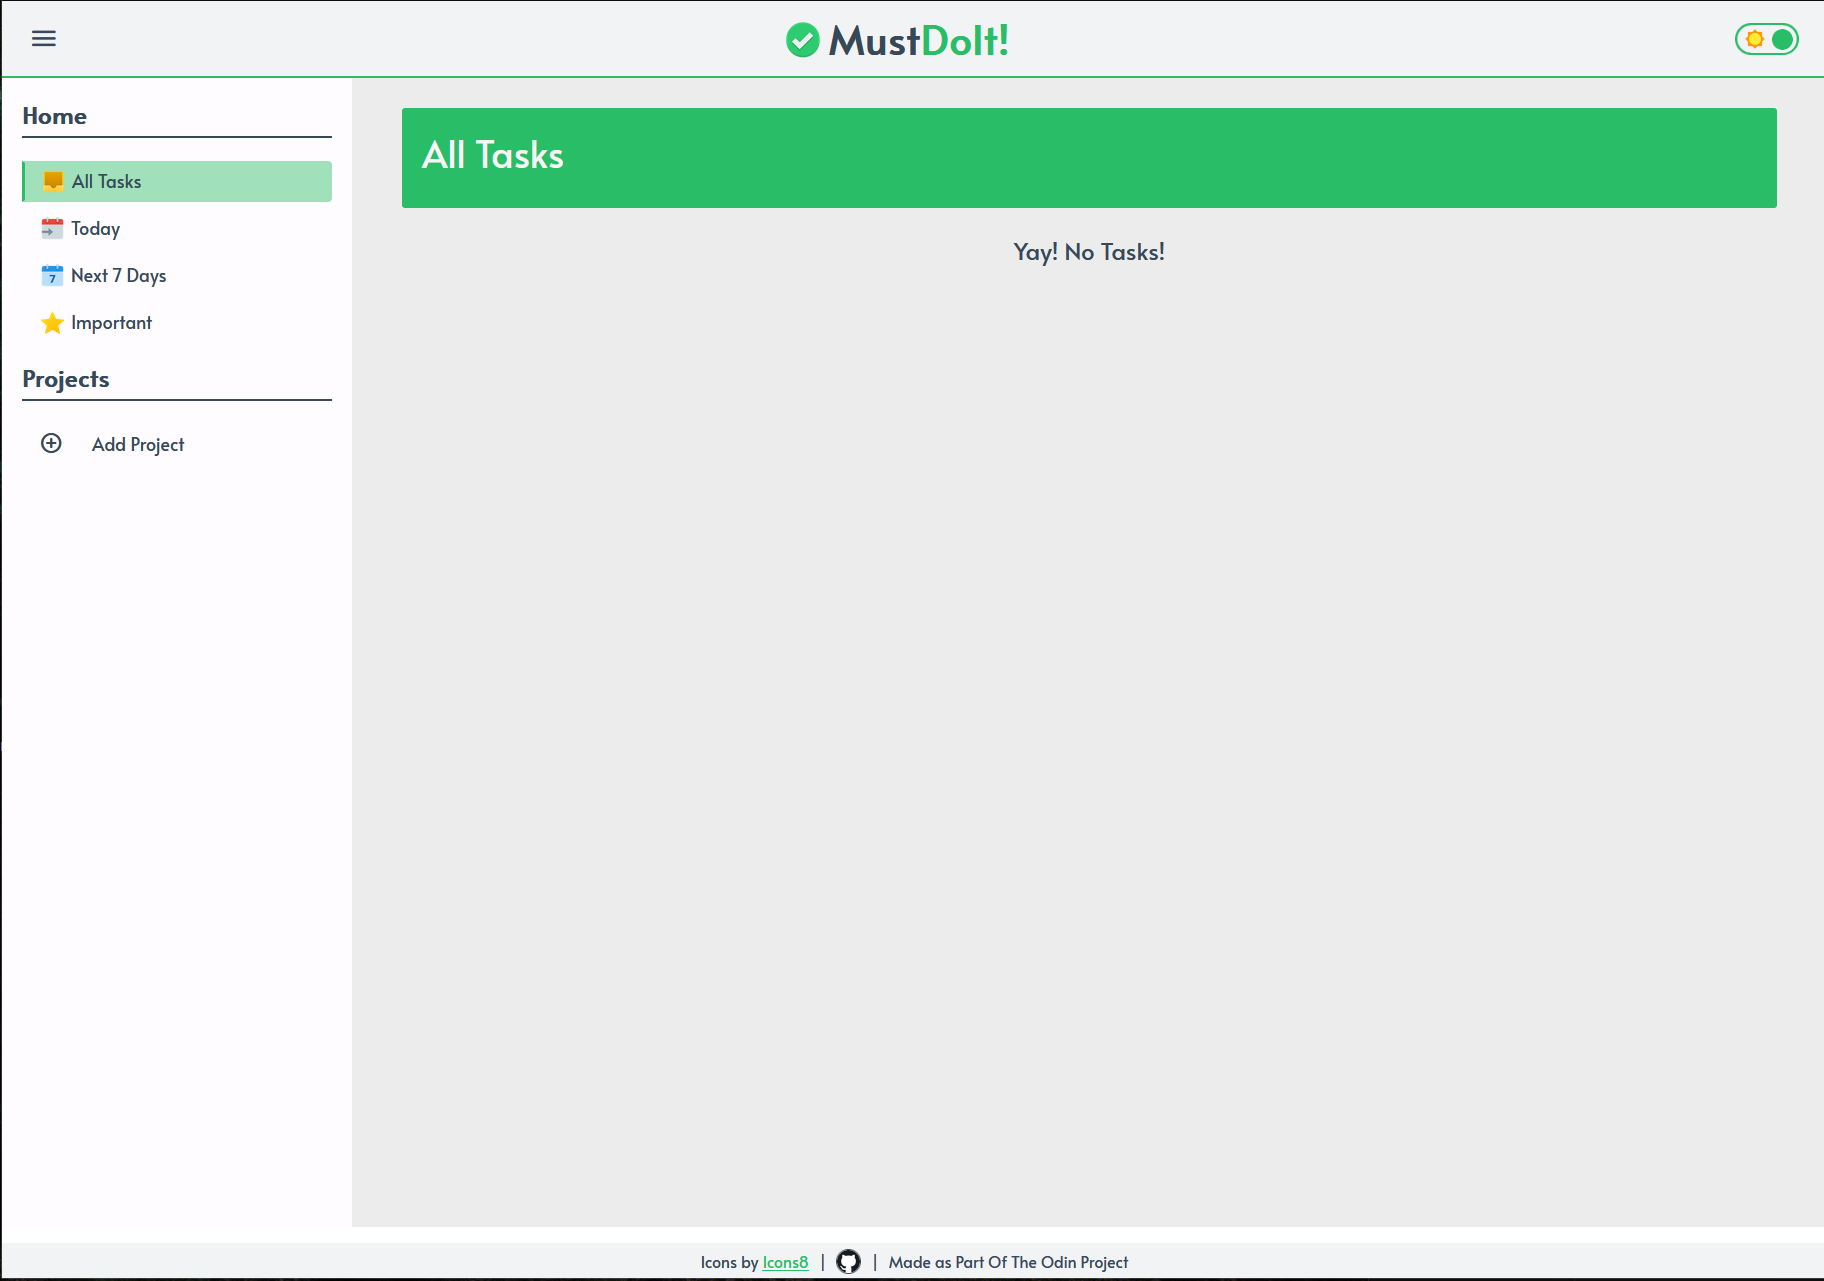 MustDoIt!
Home
All Tasks
Today
7 Next 7 Days
Important
Projects
Add Project
All Tasks
Yay! No Tasks!
Icons by Icons8 | | Made as Part Of The Odin Project